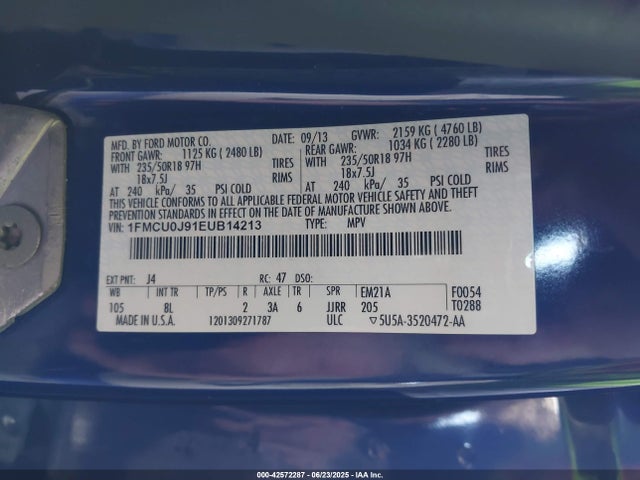 MFD. BY FORD MOTOR CO. DATE: 09/13 GVWR: 2159 KG ( 4760 LB)
FRONT GAWR: 1125 KG ( 2480 LB) REAR GAWR: 1034 KG ( 2280 LB)
WITH 235/50R18 97H TIRES WITH 235/50R18 97H TIRES
18x7.5J RIMS 18x7.5J RIMS
AT 240 kPa/ 35 PSI COLD AT 240 kPa/ 35 PSI COLD
THIS VEHICLE CONFORMS TO ALL APPLICABLE FEDERAL MOTOR VEHICLE SAFETY
AND THEFT PREVENTION STANDARDS IN EFFECT ON THE DATE OF MANUFACTURE SHOWN ABOVE.
VIN: 1FMCU0J91EUB14213 TYPE: MPV
EXT PNT: J4 RC: 47 DSO:
WB INT TR TP/PS R AXLE TR SPR EM21A F0054
105 8L 2 3A 6 JJRR 205 T0288
MADE IN U.S.A. 1201309271787 ULC 5U5A-3520472-AA
000-42572287 - 06/23/2025 - IAA Inc.